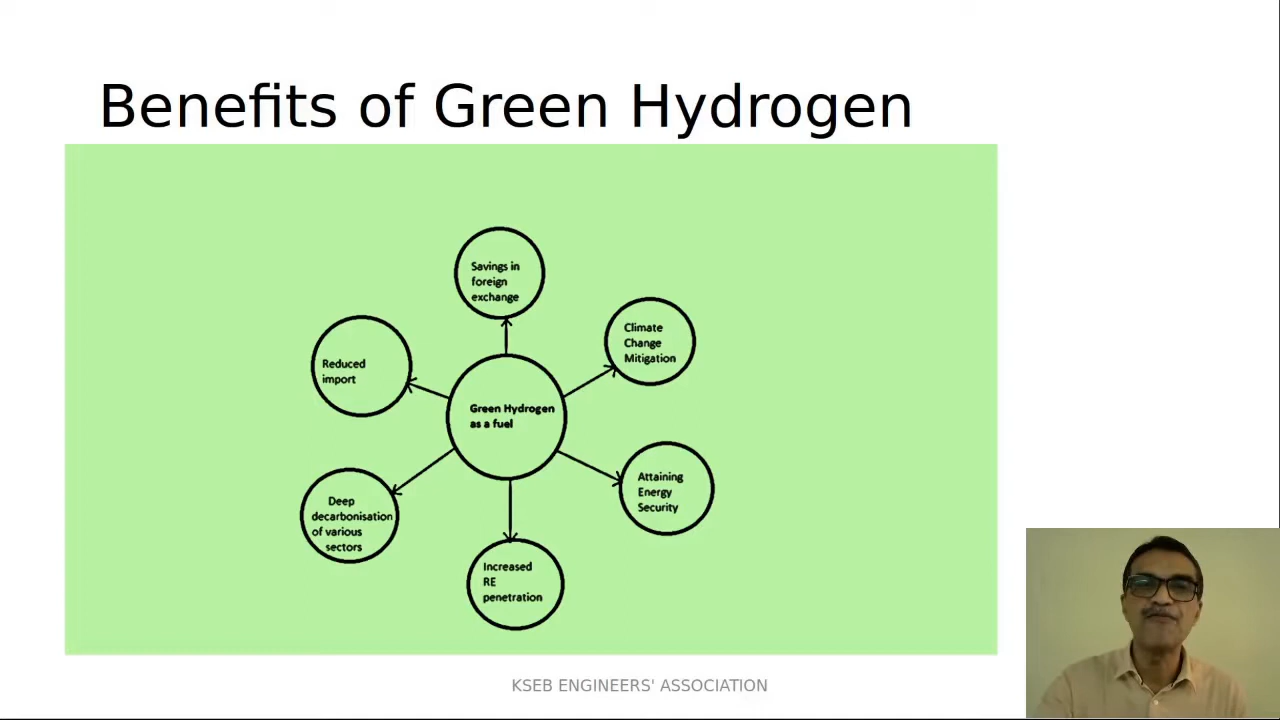 Benefits of Green Hydrogen
Savings in
foreign
exchange
Climate
Change
Mitigation
Reduced
import
Green Hydrogen
as a fuel
Attaining
Energy
Security
Deep
decarbonisation
of various
sectors
Increased
RE
penetration
KSEB ENGINEERS' ASSOCIATION